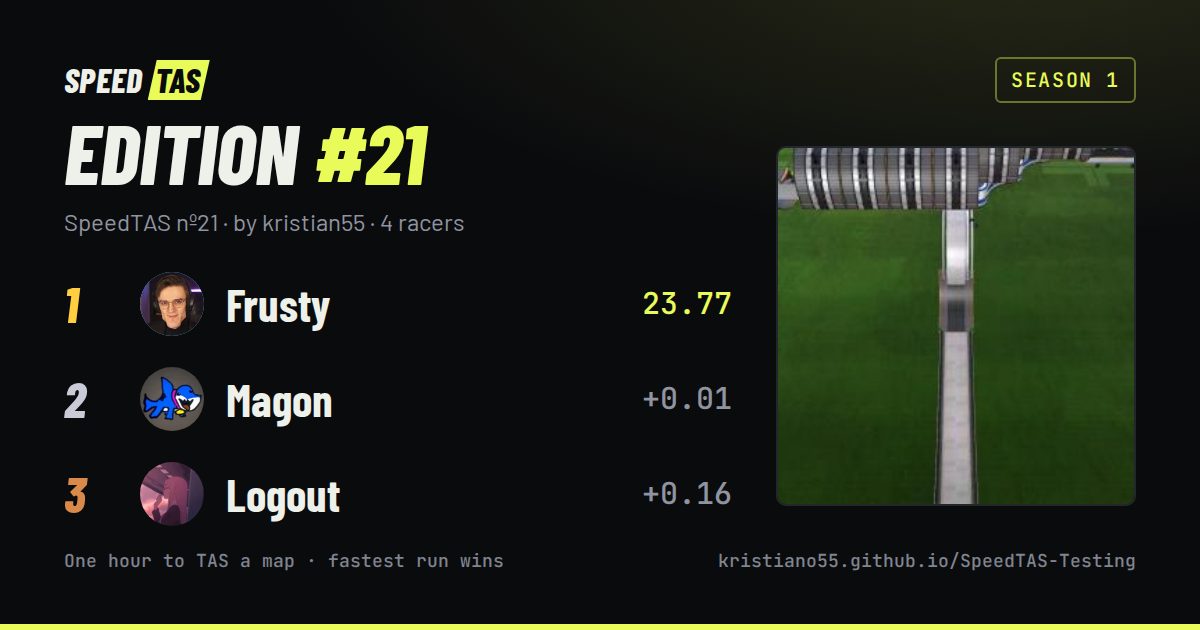 SPEED TAS
SEASON 1
EDITION #21
SpeedTAS nº21 · by kristian55 · 4 racers
1 Frusty 23.77
2 Magon +0.01
3 Logout +0.16
One hour to TAS a map · fastest run wins
kristiano55.github.io/SpeedTAS-Testing